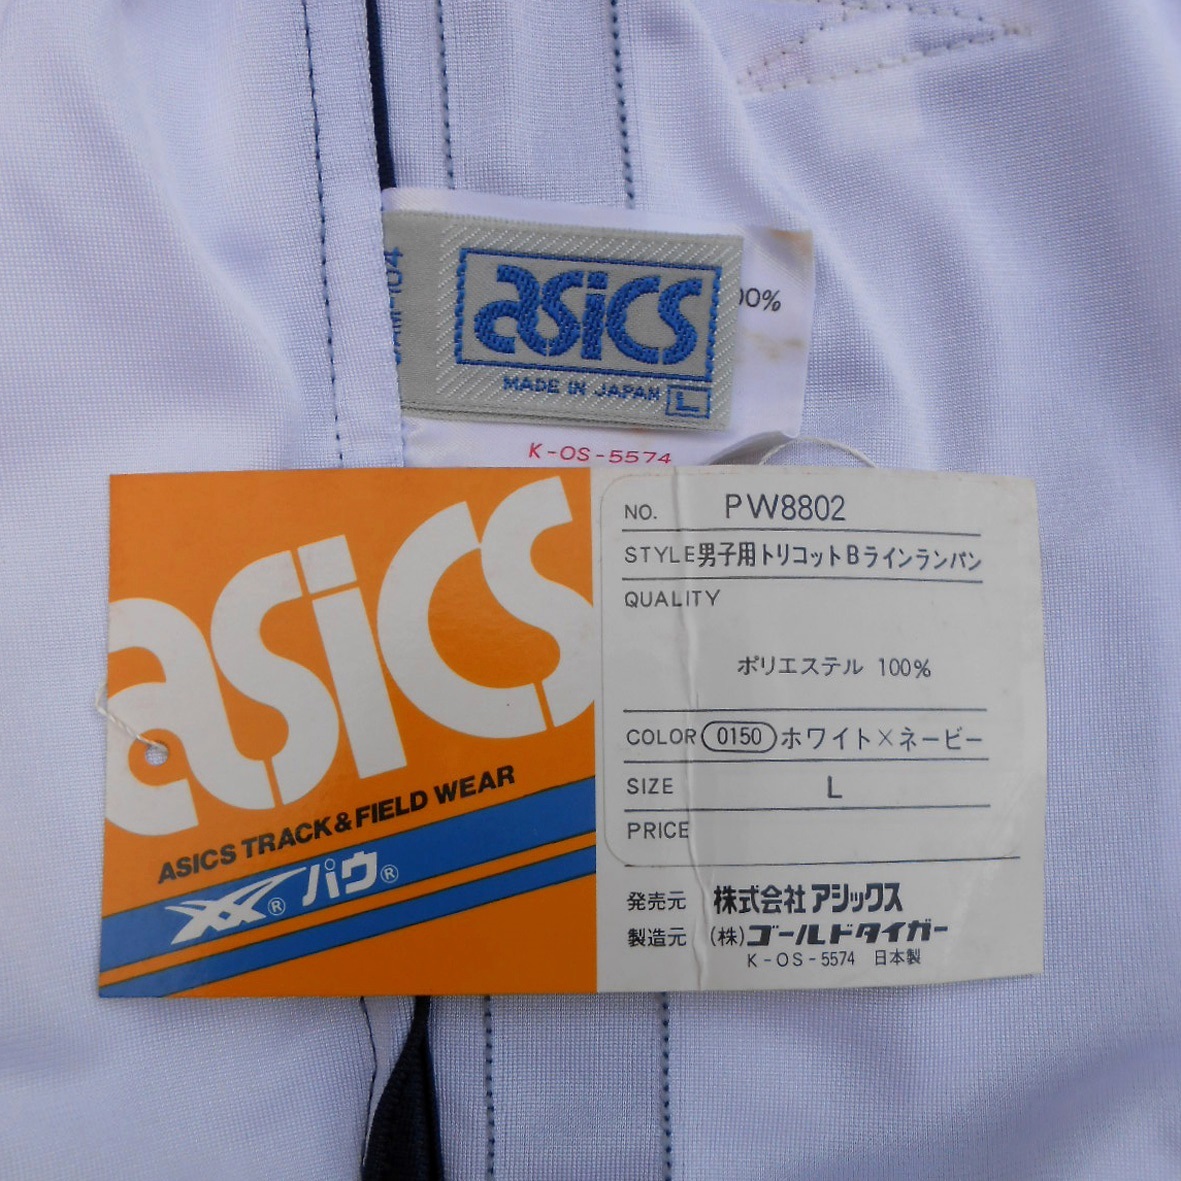 asics
MADE IN JAPAN L
00%
K-OS-5574
asics
ASICS TRACK & FIELD WEAR
® パウ®
NO. PW8802
STYLE 男子用トリコットBラインランパン
QUALITY
ポリエステル 100%
COLOR 0150 ホワイト×ネービー
SIZE L
PRICE
発売元 株式会社アシックス
製造元 (株)ゴールドタイガー
K-OS-5574 日本製